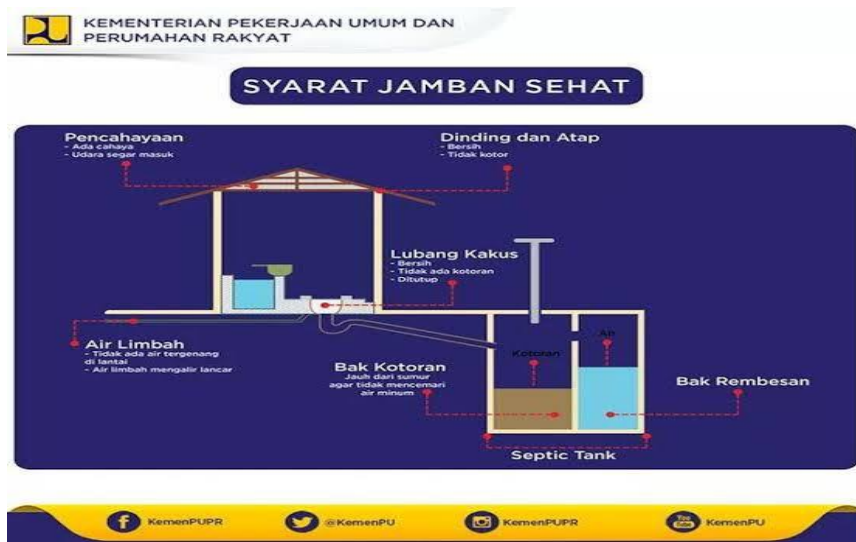 KEMENTERIAN PEKERJAAN UMUM DAN
PERUMAHAN RAKYAT
SYARAT JAMBAN SEHAT
Pencahayaan
- Ada cahaya
- Udara segar masuk
Dinding dan Atap
- Bersih
- Tidak kotor
Lubang Kakus
- Bersih
- Tidak ada kotoran
- Ditutup
Air Limbah
- Tidak ada air tergenang
di lantai
- Air limbah mengalir lancar
Bak Kotoran
Jauh dari sumur
agar tidak mencemari
air minum
Kotoran
Air
Bak Rembesan
Septic Tank
KemenPUPR
@KemenPU
KemenPUPR
You
Tube
KemenPU